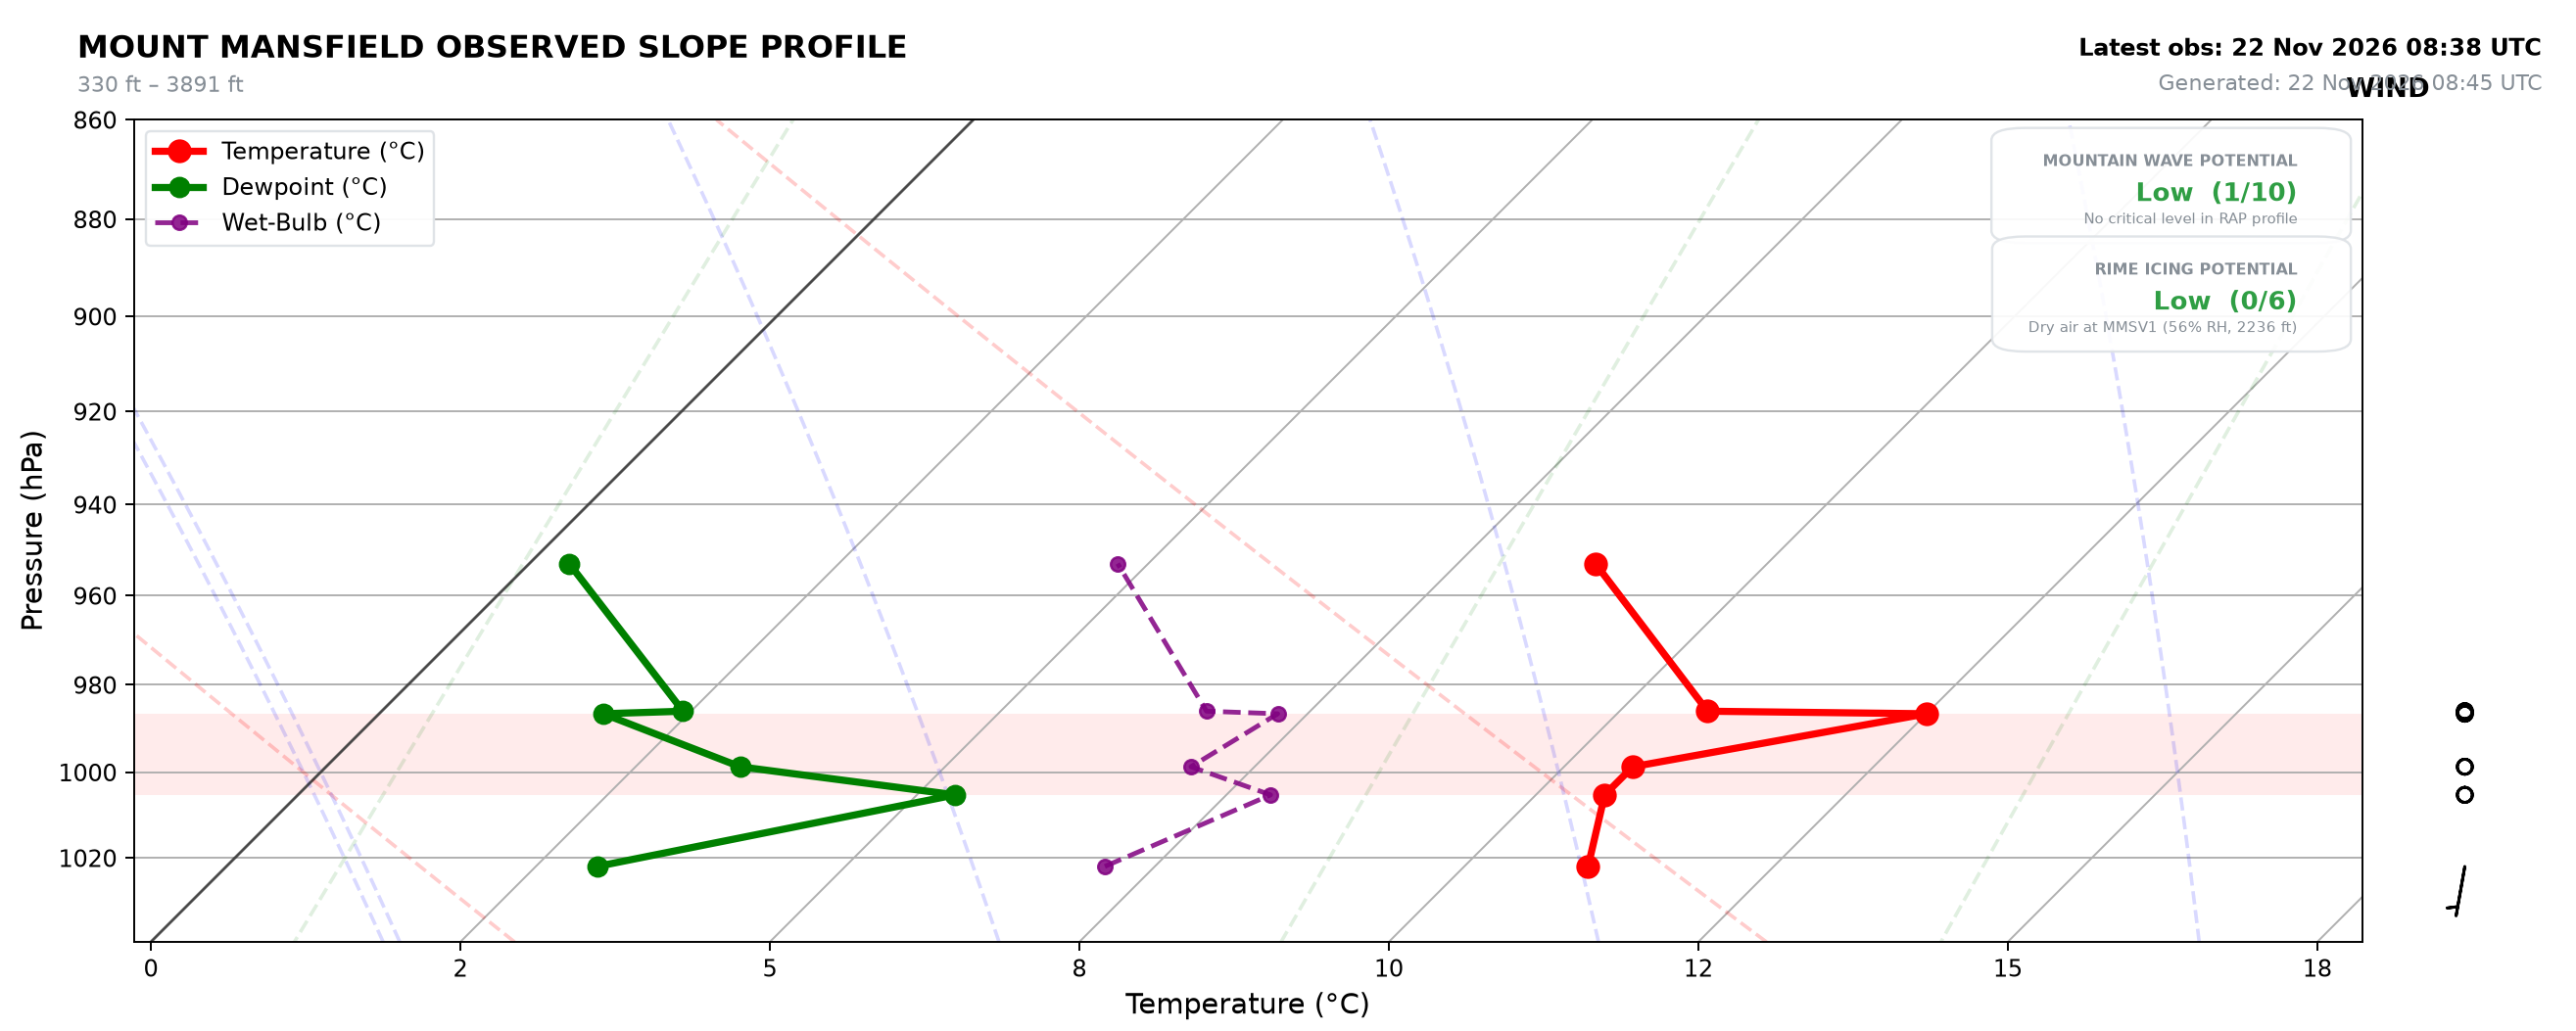 MOUNT MANSFIELD OBSERVED SLOPE PROFILE
330 ft – 3891 ft
Latest obs: 22 Nov 2026 08:38 UTC
Generated: 22 Nov 2026 08:45 UTC
WIND
Temperature (°C)
Dewpoint (°C)
Wet-Bulb (°C)
MOUNTAIN WAVE POTENTIAL
Low (1/10)
No critical level in RAP profile
RIME ICING POTENTIAL
Low (0/6)
Dry air at MMSV1 (56% RH, 2236 ft)
Pressure (hPa)
860
880
900
920
940
960
980
1000
1020
0 2 5 8 10 12 15 18
Temperature (°C)